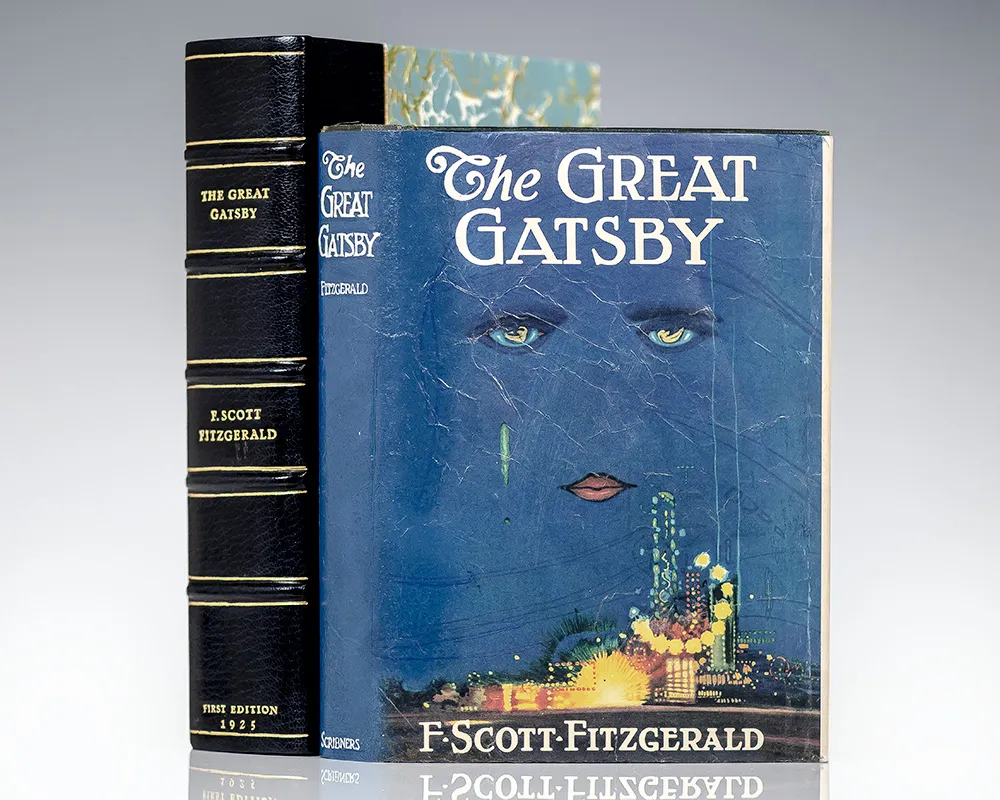 THE GREAT
GATSBY
F. SCOTT
FITZGERALD
FIRST EDITION
1925
The
GREAT
GATSBY
FITZGERALD
SCRIBNERS
The GREAT
GATSBY
F·SCOTT·FITZGERALD